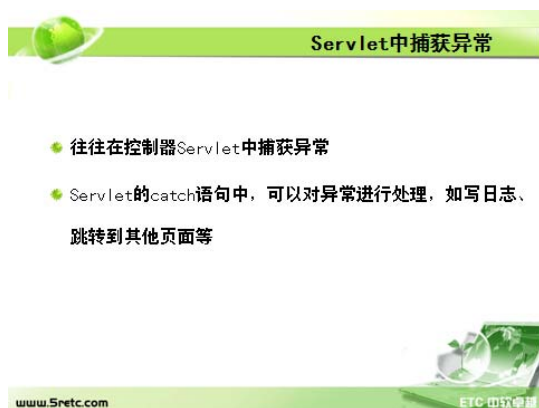 Servlet中捕获异常
往往在控制器Servlet中捕获异常
Servlet的catch语句中，可以对异常进行处理，如写日志、
跳转到其他页面等
www.5retc.com
ETC 中软卓越